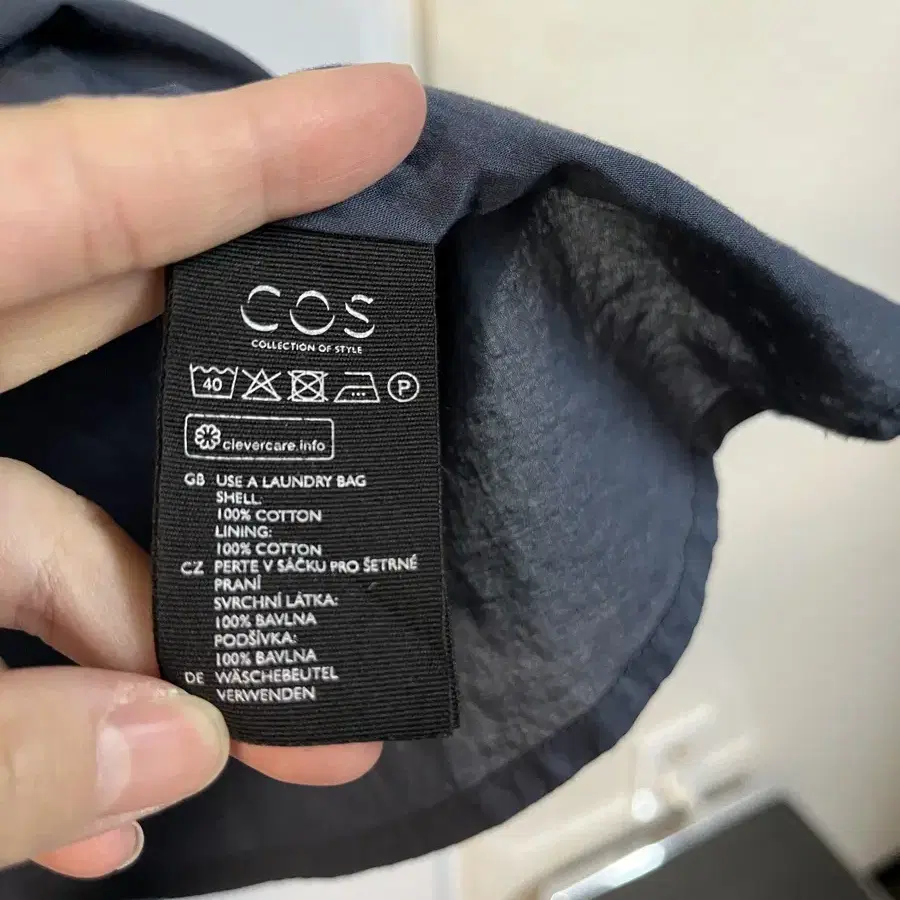 COS
COLLECTION OF STYLE
40 P
clevercare.info
GB USE A LAUNDRY BAG
SHELL:
100% COTTON
LINING:
100% COTTON
CZ PERTE V SÁČKU PRO ŠETRNÉ
PRANÍ
SVRCHNÍ LÁTKA:
100% BAVLNA
PODŠÍVKA:
100% BAVLNA
DE WÄSCHEBEUTEL
VERWENDEN